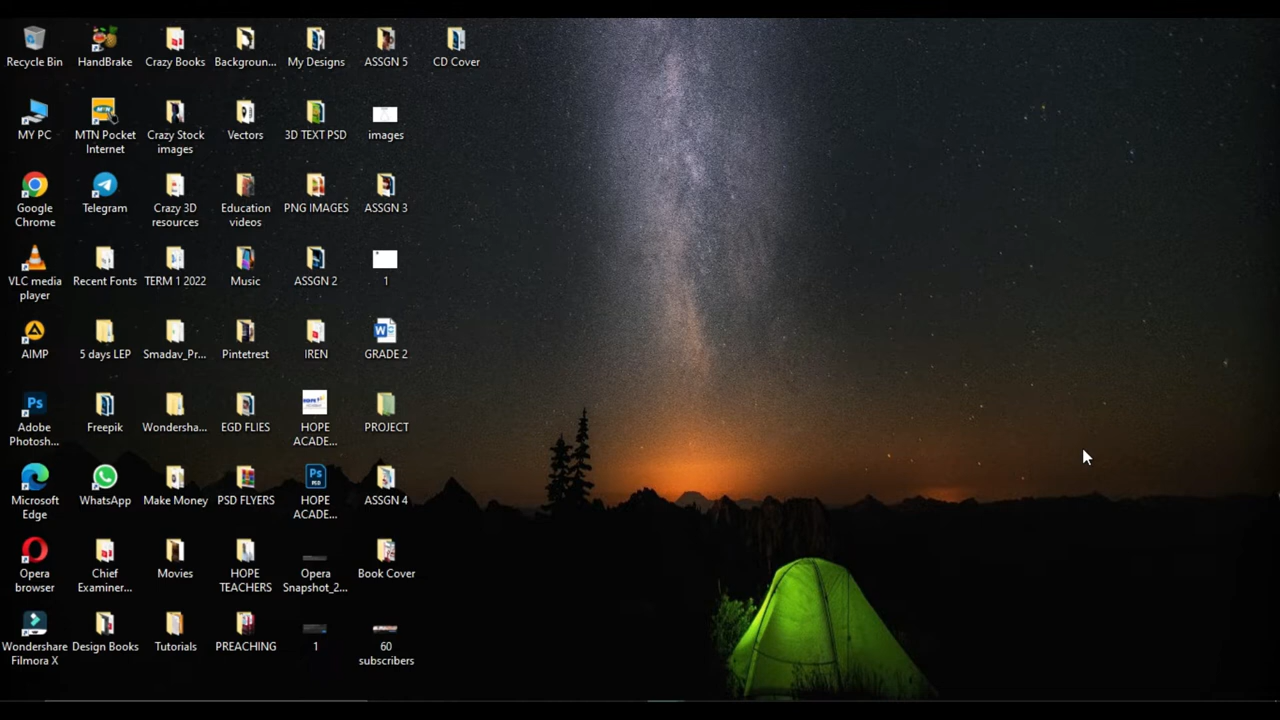 Recycle Bin
HandBrake
Crazy Books
Backgroun...
My Designs
ASSGN 5
CD Cover
MY PC
MTN Pocket
Internet
Crazy Stock
images
Vectors
3D TEXT PSD
images
Google
Chrome
Telegram
Crazy 3D
resources
Education
videos
PNG IMAGES
ASSGN 3
VLC media
player
Recent Fonts
TERM 1 2022
Music
ASSGN 2
1
AIMP
5 days LEP
Smadav_Pr...
Pintetrest
IREN
GRADE 2
Adobe
Photosh...
Freepik
Wondersha...
EGD FLIES
HOPE
ACADE...
PROJECT
Microsoft
Edge
WhatsApp
Make Money
PSD FLYERS
HOPE
ACADE...
ASSGN 4
Opera
browser
Chief
Examiner...
Movies
HOPE
TEACHERS
Opera
Snapshot_2...
Book Cover
Wondershare
Filmora X
Design Books
Tutorials
PREACHING
1
60
subscribers